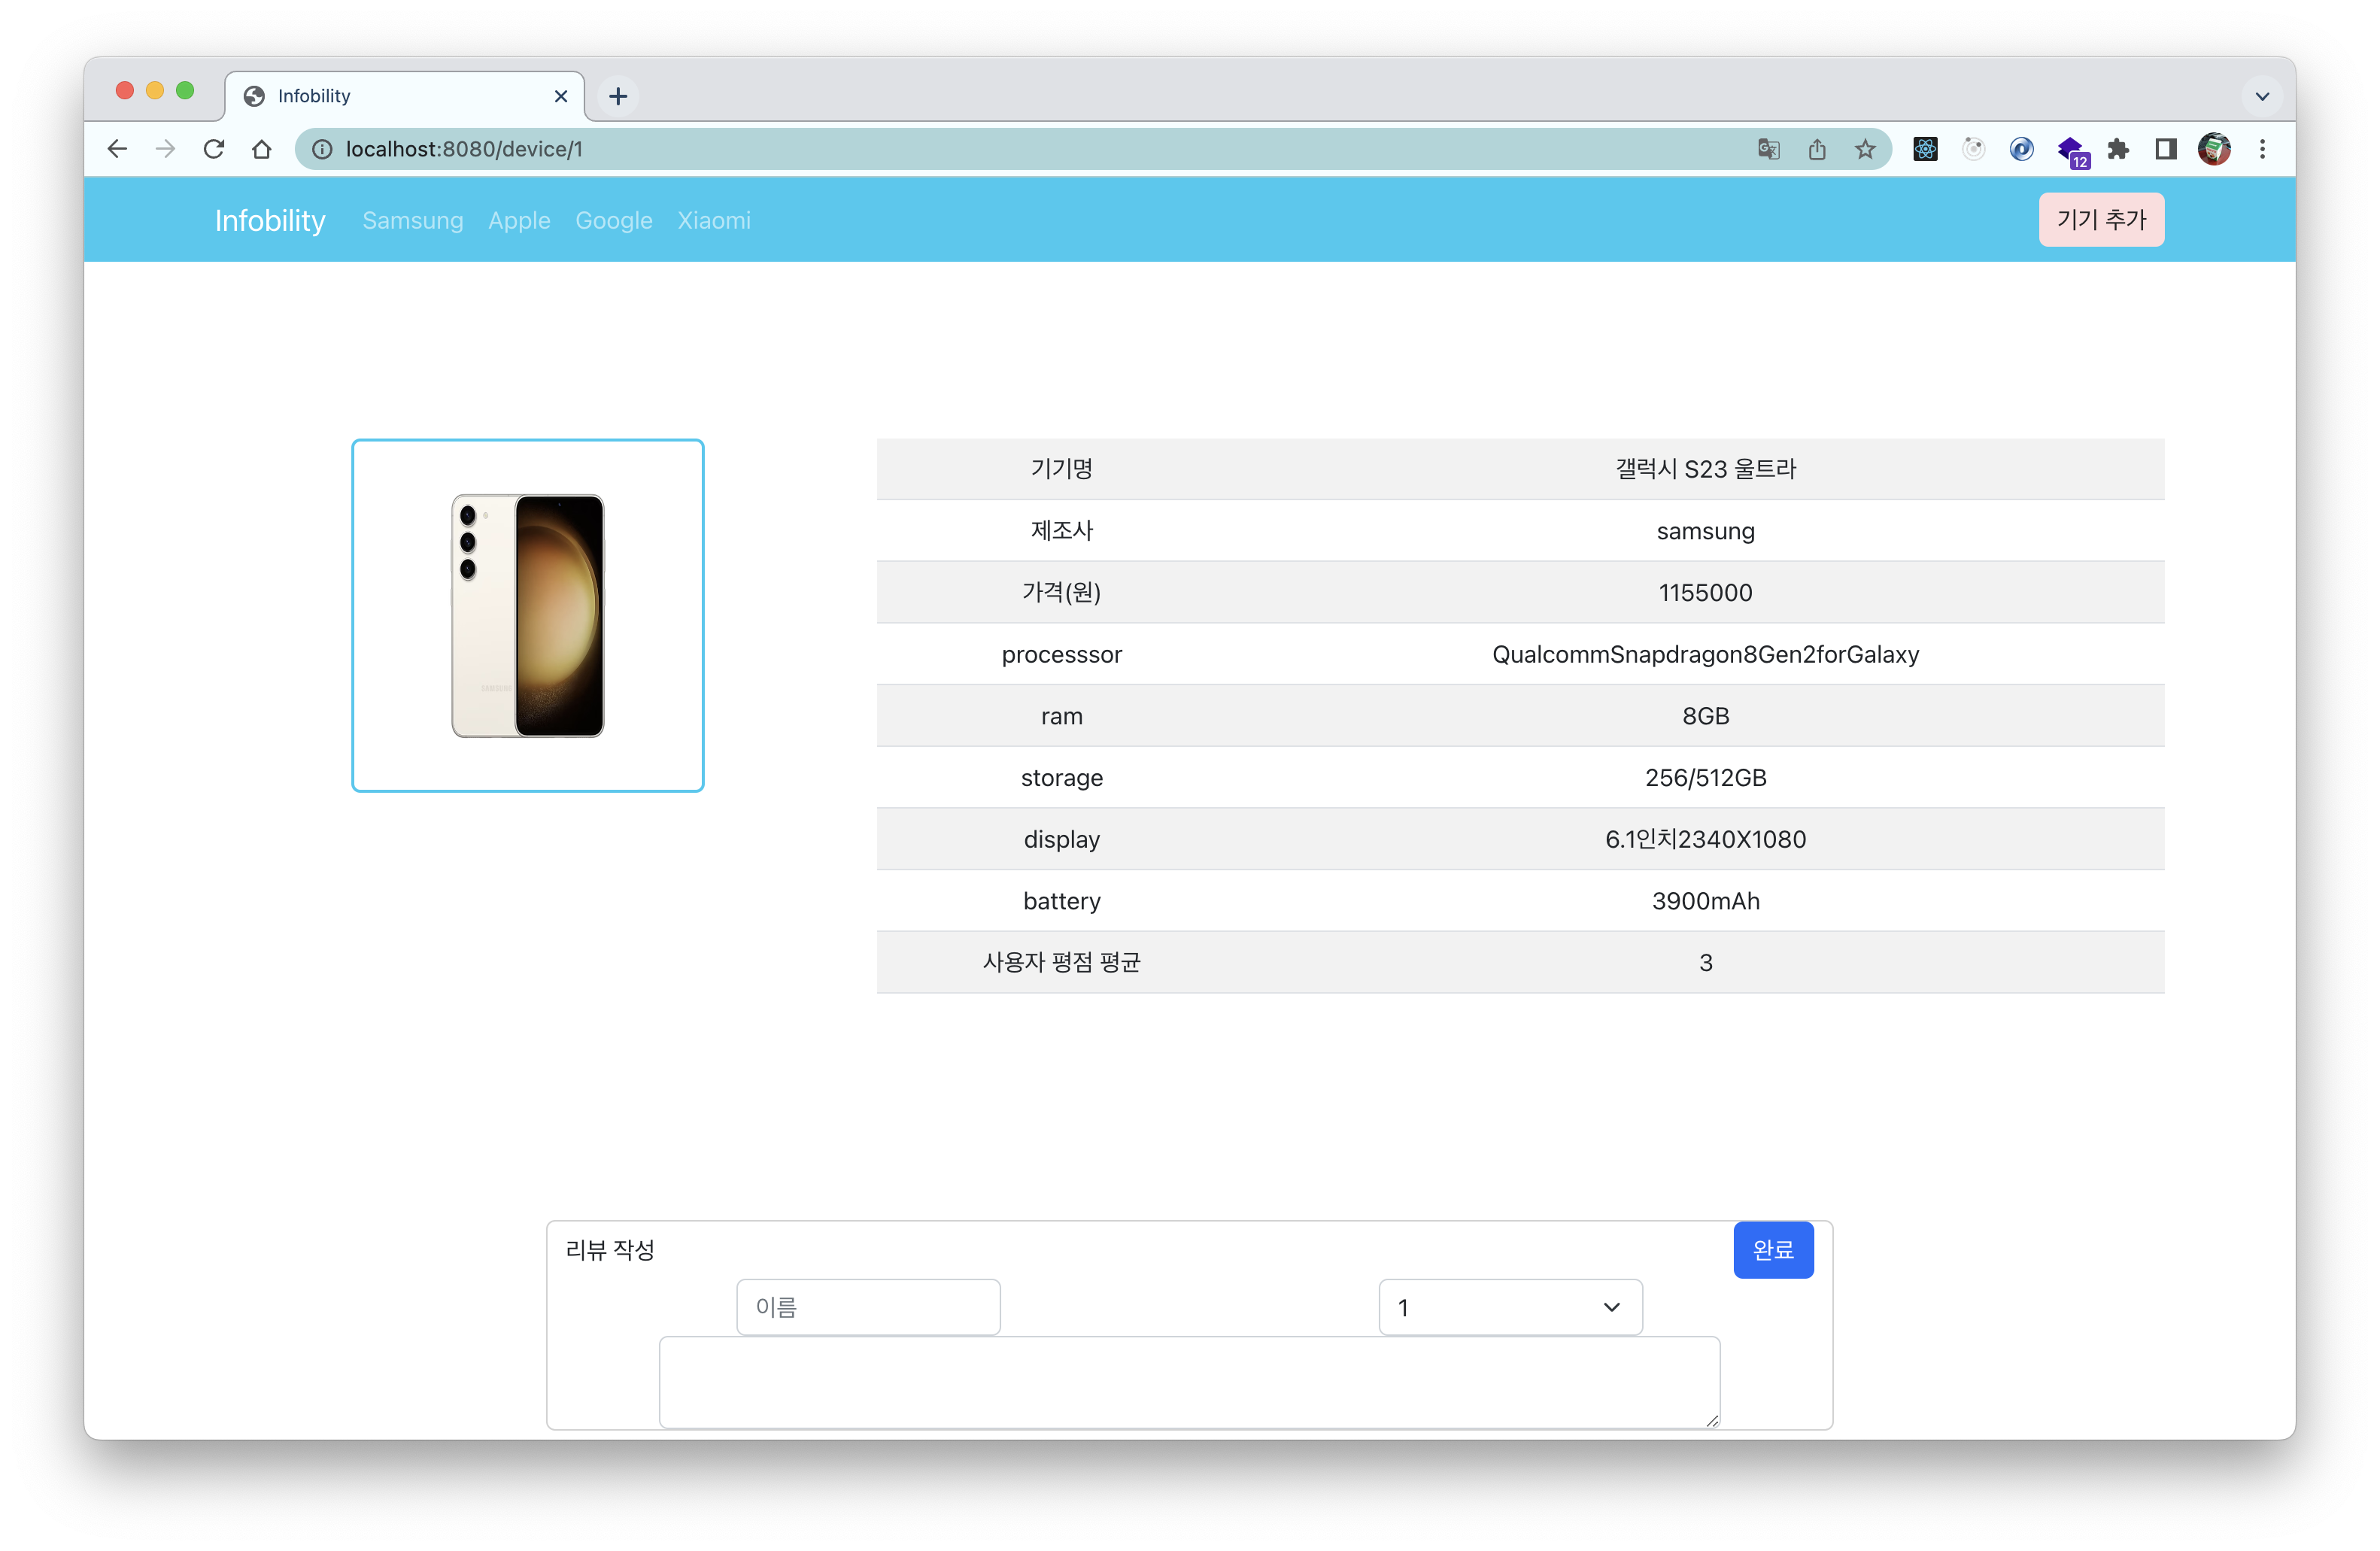 Infobility
localhost:8080/device/1
12
Infobility Samsung Apple Google Xiaomi 기기 추가
기기명 갤럭시 S23 울트라
제조사 samsung
가격(원) 1155000
processsor QualcommSnapdragon8Gen2forGalaxy
ram 8GB
storage 256/512GB
display 6.1인치2340X1080
battery 3900mAh
사용자 평점 평균 3
SAMSUNG
리뷰 작성 완료
이름 1